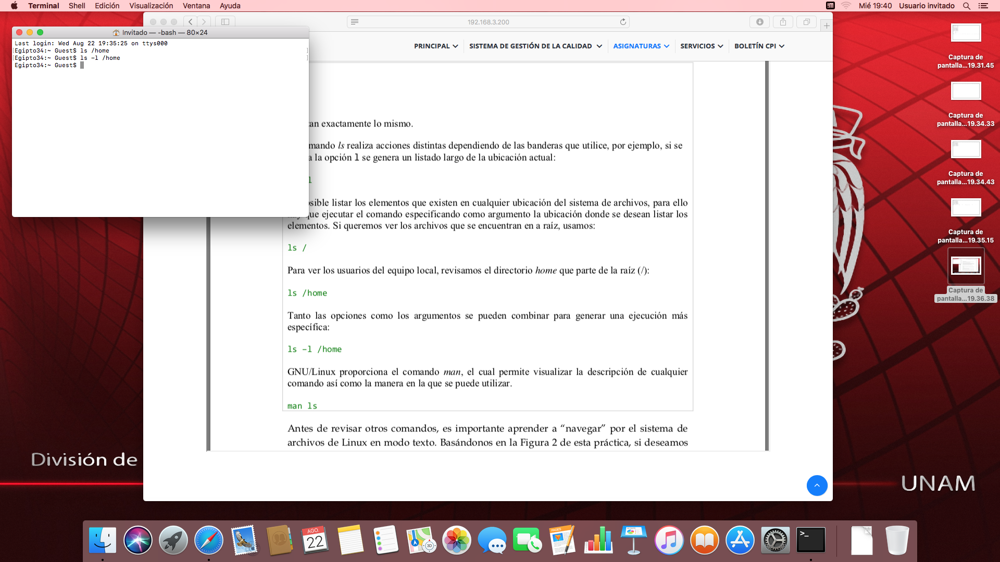 Terminal Shell Edición Visualización Ventana Ayuda
Mié 19:40 Usuario invitado
192.168.3.200
Invitado — -bash — 80×24
Last login: Wed Aug 22 19:35:25 on ttys000
[Egipto34:~ Guest$ ls /home ]
[Egipto34:~ Guest$ ls -l /home ]
Egipto34:~ Guest$
PRINCIPAL SISTEMA DE GESTIÓN DE LA CALIDAD ASIGNATURAS SERVICIOS BOLETÍN CPI
an exactamente lo mismo.
mando ls realiza acciones distintas dependiendo de las banderas que utilice, por ejemplo, si se
a la opción l se genera un listado largo de la ubicación actual:
l
sible listar los elementos que existen en cualquier ubicación del sistema de archivos, para ello
que ejecutar el comando especificando como argumento la ubicación donde se desean listar los
elementos. Si queremos ver los archivos que se encuentran en a raíz, usamos:
ls /
Para ver los usuarios del equipo local, revisamos el directorio home que parte de la raíz (/):
ls /home
Tanto las opciones como los argumentos se pueden combinar para generar una ejecución más
específica:
ls -l /home
GNU/Linux proporciona el comando man, el cual permite visualizar la descripción de cualquier
comando así como la manera en la que se puede utilizar.
man ls
Antes de revisar otros comandos, es importante aprender a “navegar” por el sistema de
archivos de Linux en modo texto. Basándonos en la Figura 2 de esta práctica, si deseamos
Captura de
pantalla...19.31.45
Captura de
pantalla...19.34.33
Captura de
pantalla...19.34.43
Captura de
pantalla...19.35.15
Captura de
pantalla...19.36.38
División de
UNAM
AGO.
22
3D
PAGES
>_